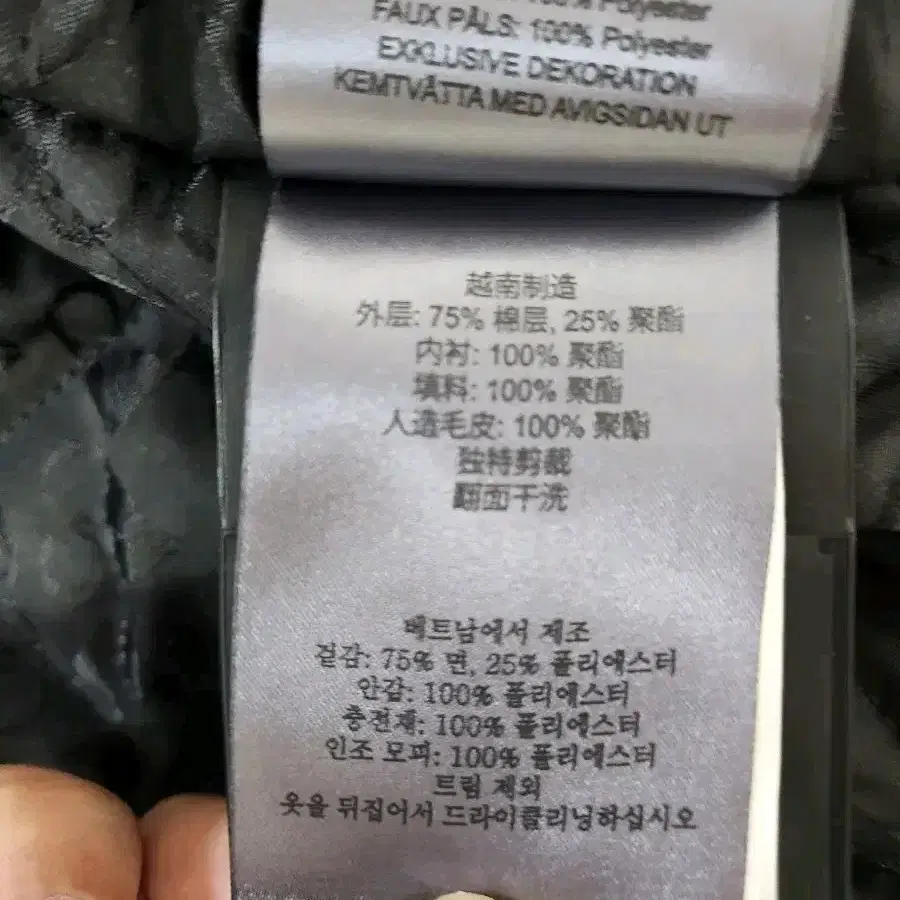 100% Polyester
FAUX PÄLS: 100% Polyester
EXKLUSIVE DEKORATION
KEMTVÄTTA MED AVIGSIDAN UT
越南制造
外层: 75% 棉层, 25% 聚酯
内衬: 100% 聚酯
填料: 100% 聚酯
人造毛皮: 100% 聚酯
独特剪裁
翻面干洗
베트남에서 제조
겉감: 75% 면, 25% 폴리에스터
안감: 100% 폴리에스터
충전재: 100% 폴리에스터
인조 모피: 100% 폴리에스터
트림 제외
옷을 뒤집어서 드라이클리닝하십시오